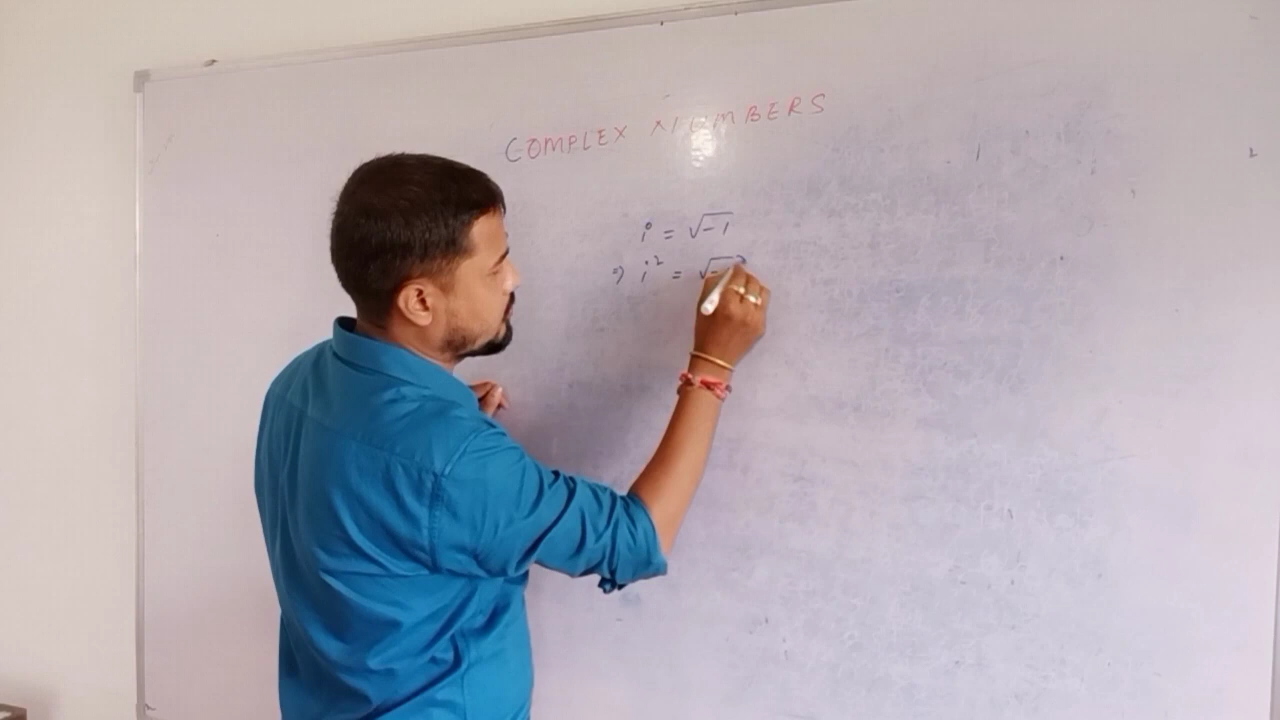 COMPLEX NUMBERS
i = √-1
⇒ i² = √-